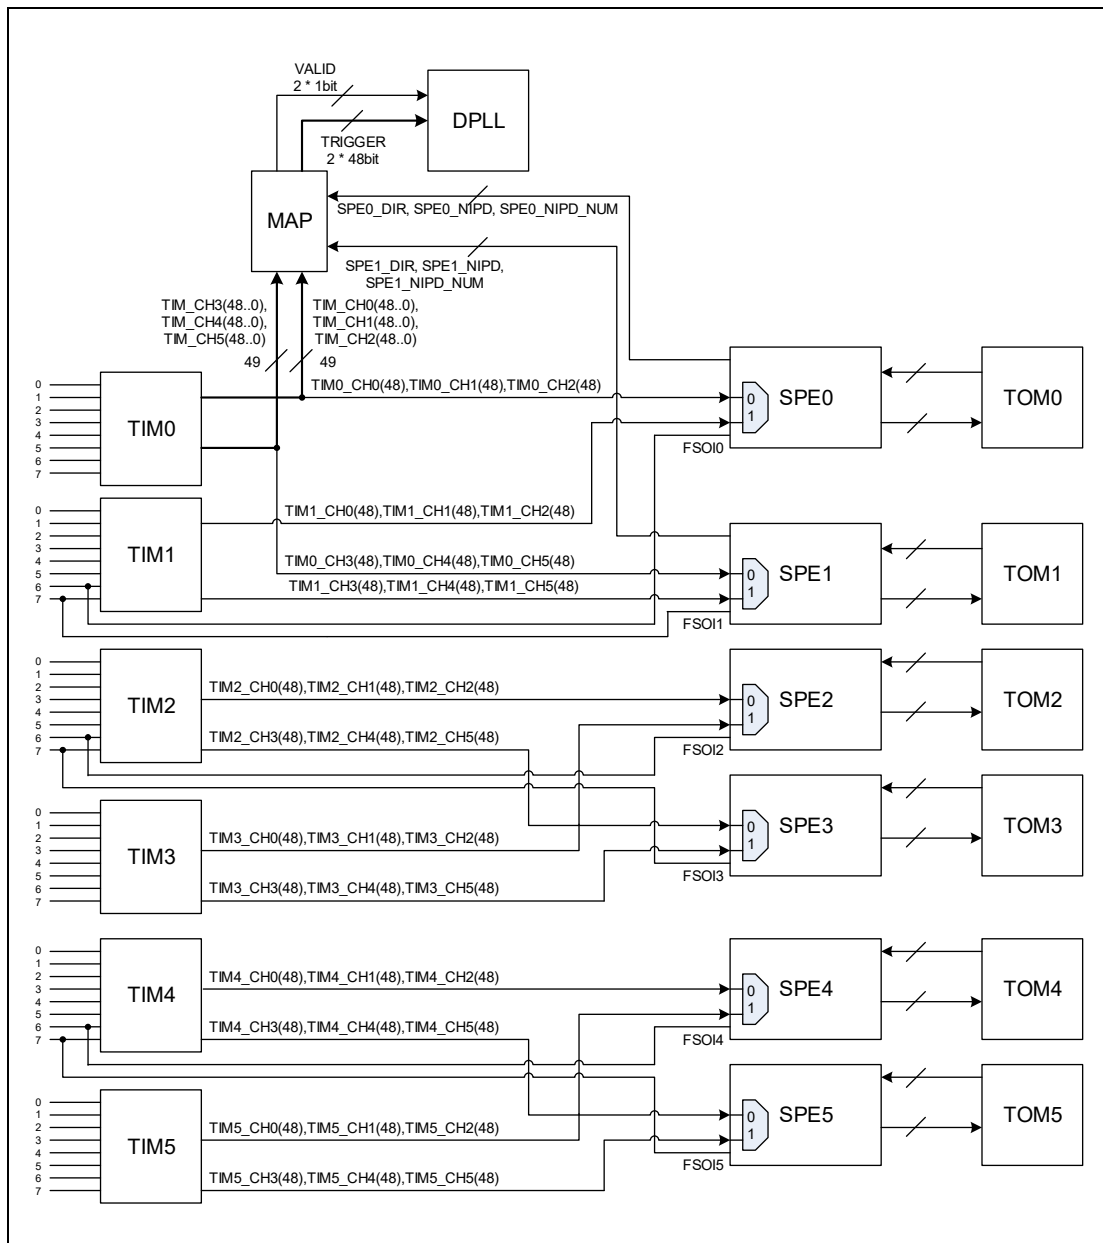 VALID
2 * 1bit
DPLL
TRIGGER
2 * 48bit
MAP
SPE0_DIR, SPE0_NIPD, SPE0_NIPD_NUM
SPE1_DIR, SPE1_NIPD,
SPE1_NIPD_NUM
TIM_CH3(48..0),
TIM_CH4(48..0),
TIM_CH5(48..0)
TIM_CH0(48..0),
TIM_CH1(48..0),
TIM_CH2(48..0)
49
49
0
1
2
3
4
5
6
7
TIM0
TIM0_CH0(48),TIM0_CH1(48),TIM0_CH2(48)
0
1
SPE0
FSOI0
TOM0
0
1
2
3
4
5
6
7
TIM1
TIM1_CH0(48),TIM1_CH1(48),TIM1_CH2(48)
TIM0_CH3(48),TIM0_CH4(48),TIM0_CH5(48)
TIM1_CH3(48),TIM1_CH4(48),TIM1_CH5(48)
0
1
SPE1
FSOI1
TOM1
0
1
2
3
4
5
6
7
TIM2
TIM2_CH0(48),TIM2_CH1(48),TIM2_CH2(48)
TIM2_CH3(48),TIM2_CH4(48),TIM2_CH5(48)
0
1
SPE2
FSOI2
TOM2
0
1
2
3
4
5
6
7
TIM3
TIM3_CH0(48),TIM3_CH1(48),TIM3_CH2(48)
TIM3_CH3(48),TIM3_CH4(48),TIM3_CH5(48)
0
1
SPE3
FSOI3
TOM3
0
1
2
3
4
5
6
7
TIM4
TIM4_CH0(48),TIM4_CH1(48),TIM4_CH2(48)
TIM4_CH3(48),TIM4_CH4(48),TIM4_CH5(48)
0
1
SPE4
FSOI4
TOM4
0
1
2
3
4
5
6
7
TIM5
TIM5_CH0(48),TIM5_CH1(48),TIM5_CH2(48)
TIM5_CH3(48),TIM5_CH4(48),TIM5_CH5(48)
0
1
SPE5
FSOI5
TOM5